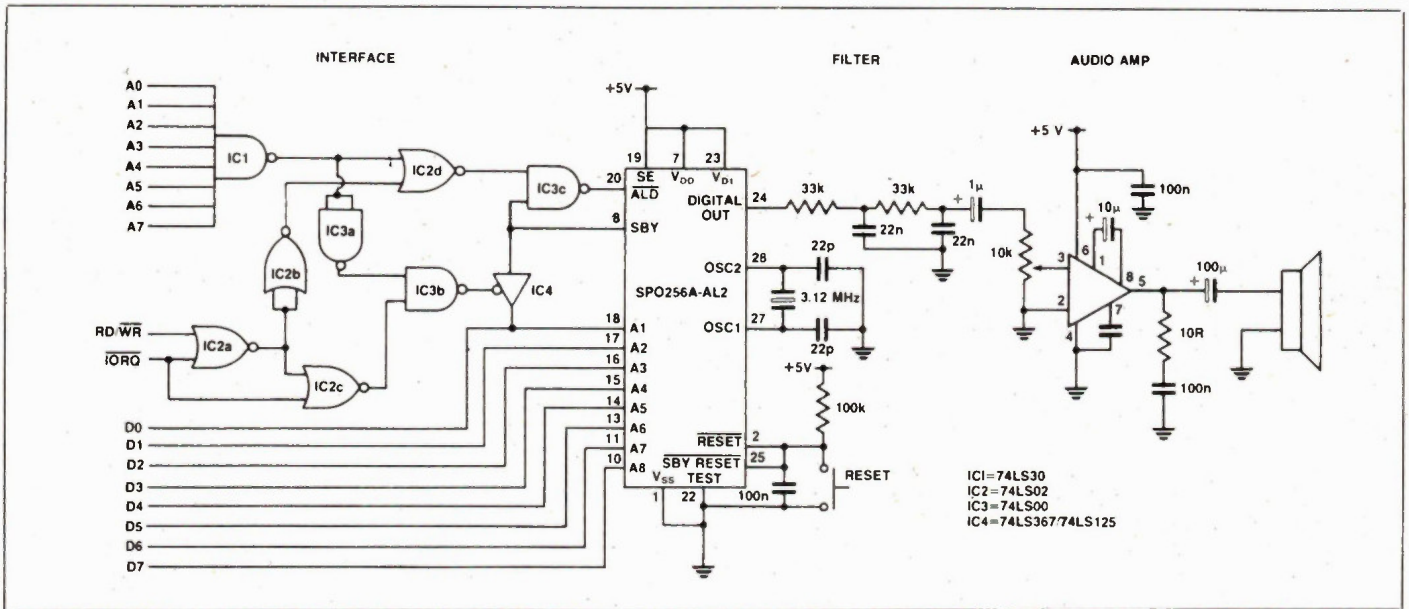 INTERFACE
FILTER
AUDIO AMP
A0
A1
A2
A3
A4
A5
A6
A7
IC1
IC2d
IC3c
IC3a
IC2b
IC3b
IC4
RD/WR
IORQ
IC2a
IC2c
D0
D1
D2
D3
D4
D5
D6
D7
+5V
19
7
23
SE
VDD
VD1
20
ALD
8
SBY
DIGITAL
OUT
24
OSC2
28
SPO256A-AL2
OSC1
27
18
A1
17
A2
16
A3
15
A4
14
A5
13
A6
11
A7
10
A8
RESET
2
SBY RESET
25
VSS
TEST
1
22
33k
33k
+
1μ
22n
22n
22p
3.12 MHz
22p
+5V
100k
100n
RESET
10k
+5 V
100n
+
10μ
6
1
3
8
5
2
7
4
+
100μ
10R
100n
IC1=74LS30
IC2=74LS02
IC3=74LS00
IC4=74LS367/74LS125